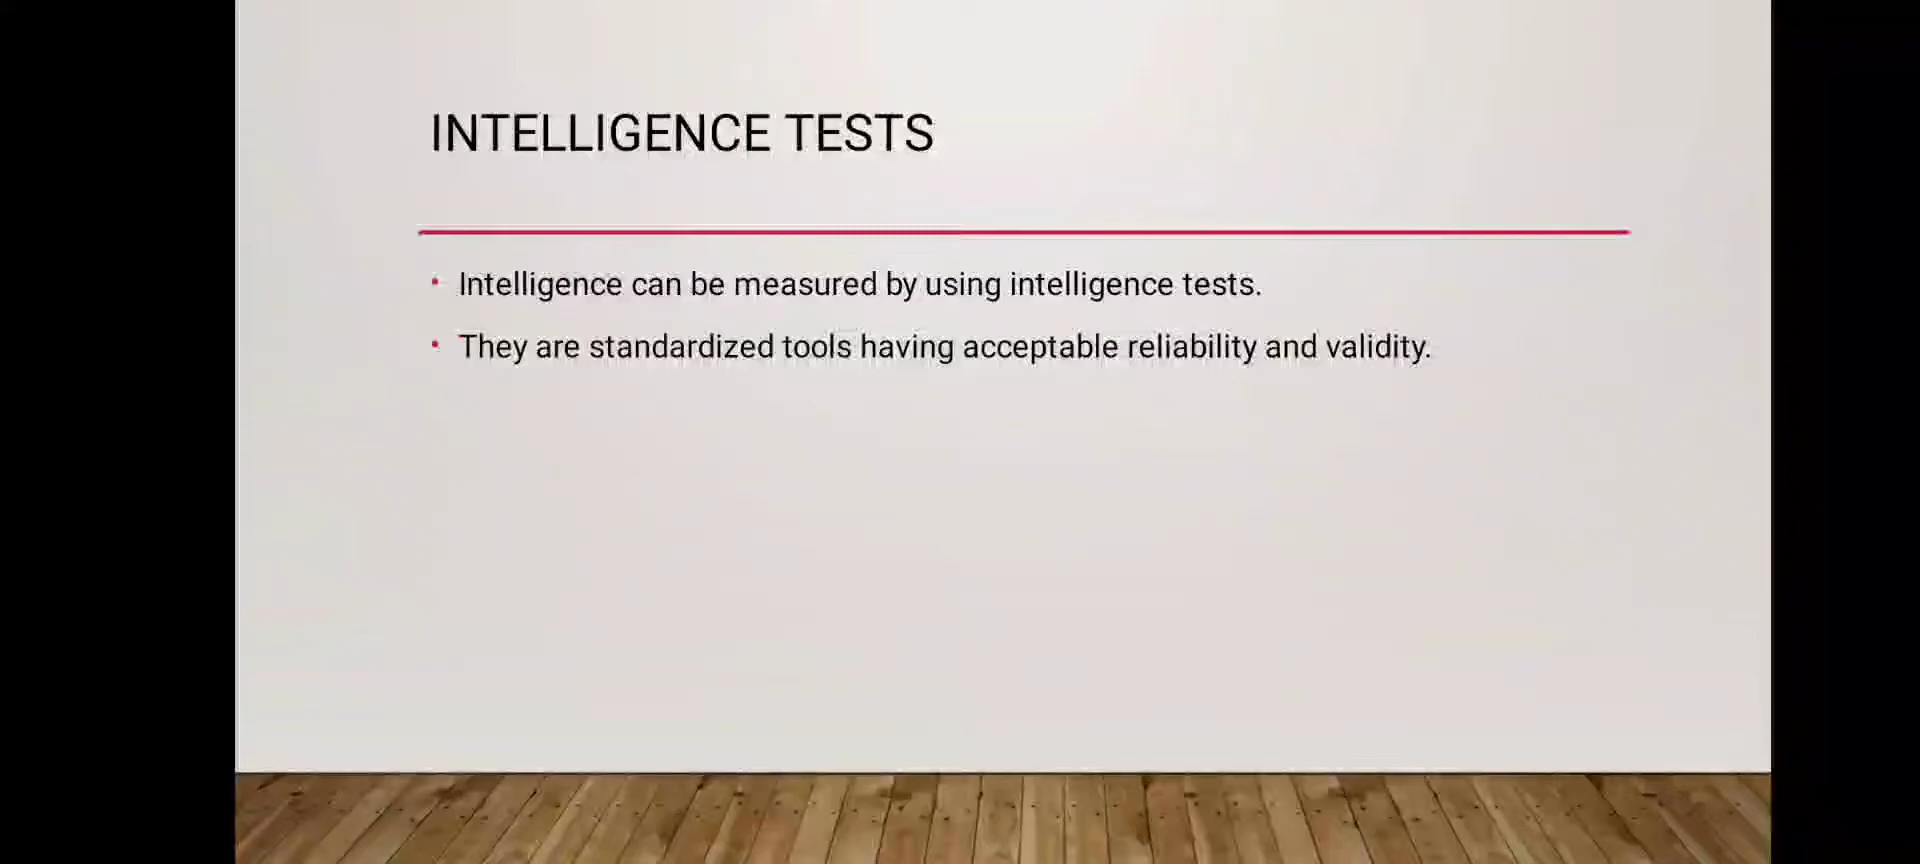 INTELLIGENCE TESTS
• Intelligence can be measured by using intelligence tests.
• They are standardized tools having acceptable reliability and validity.